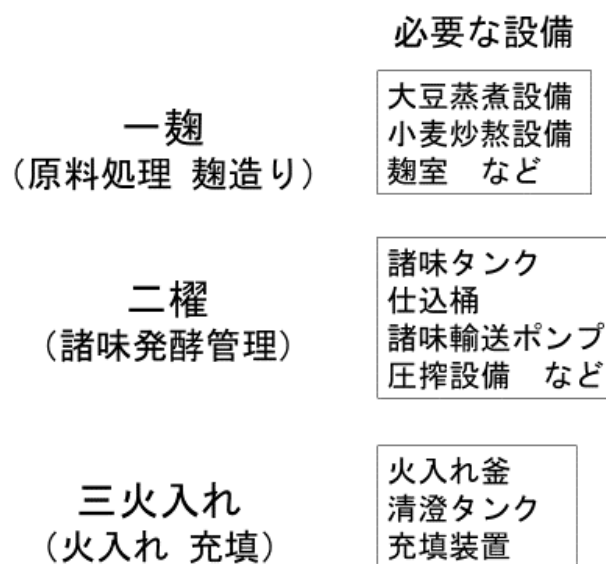 必要な設備
一麹
（原料処理 麹造り）
大豆蒸煮設備
小麦炒熬設備
麹室　など
二櫂
（諸味発酵管理）
諸味タンク
仕込桶
諸味輸送ポンプ
圧搾設備　など
三火入れ
（火入れ 充填）
火入れ釜
清澄タンク
充填装置